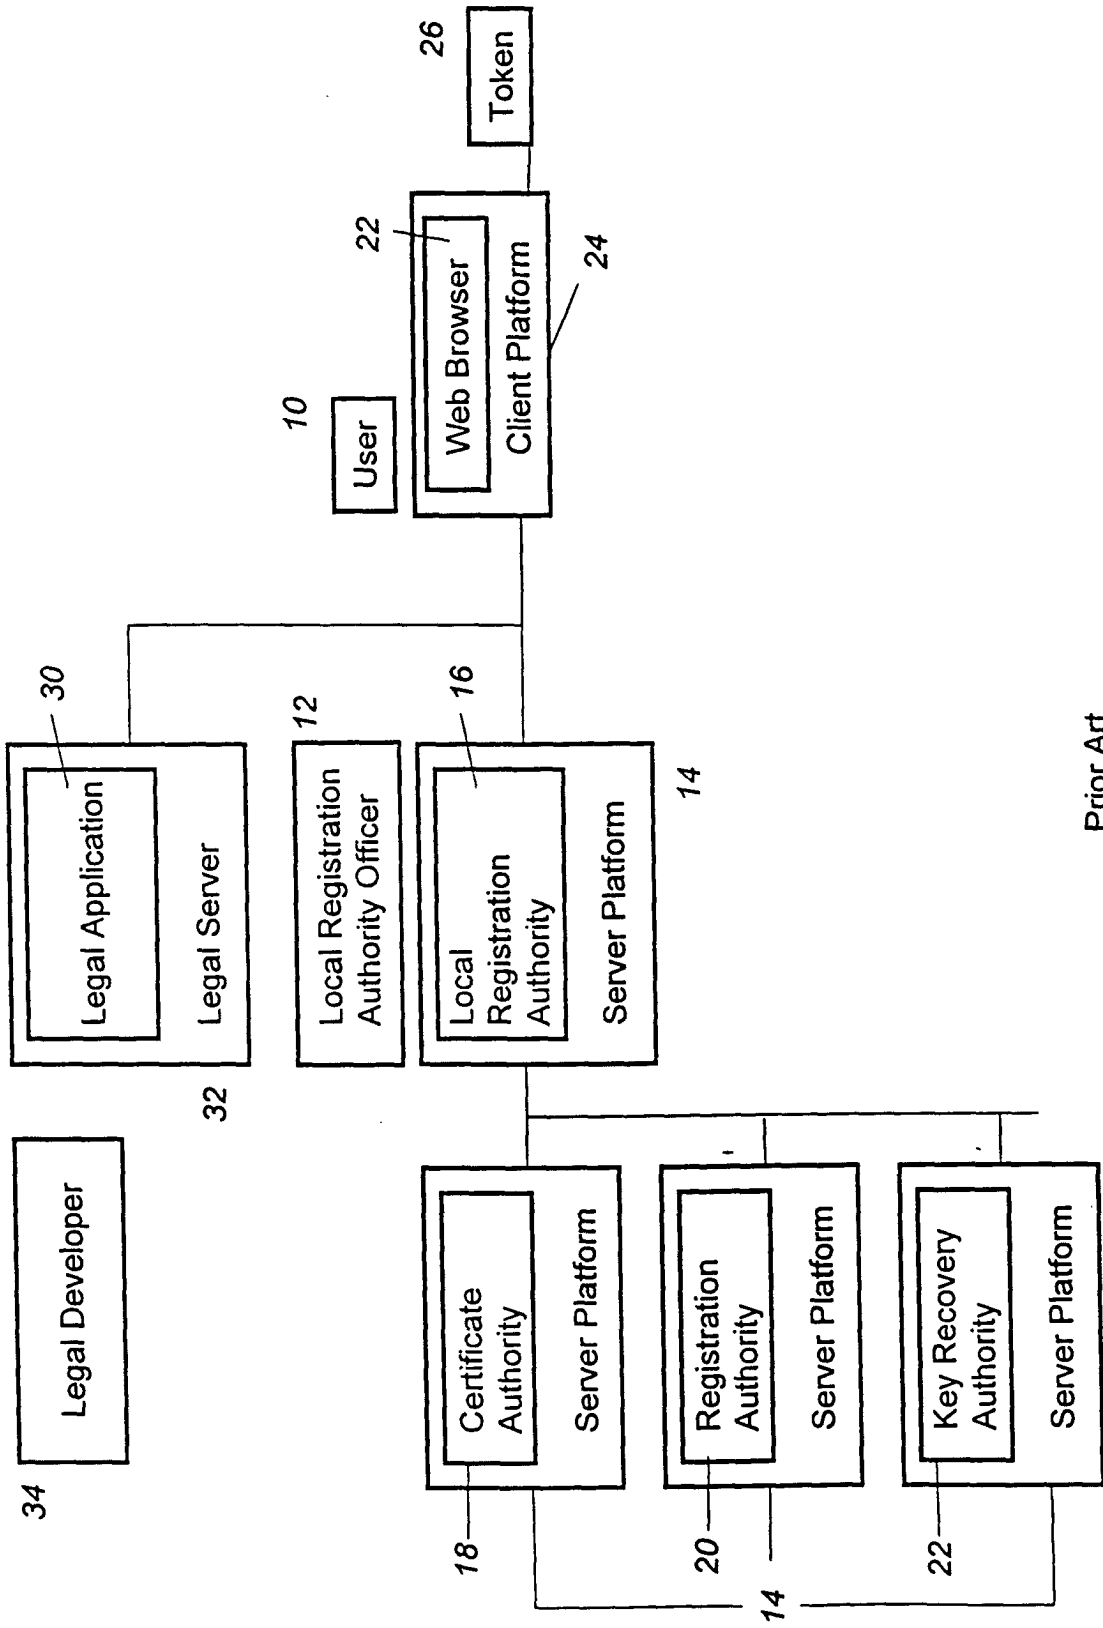 34
Legal Developer
30
Legal Application
Legal Server
32
12
Local Registration
Authority Officer
10
User
22
Web Browser
Client Platform
24
26
Token
16
Local
Registration
Authority
Server Platform
14
18
Certificate
Authority
Server Platform
20
Registration
Authority
Server Platform
14
22
Key Recovery
Authority
Server Platform
Prior Art